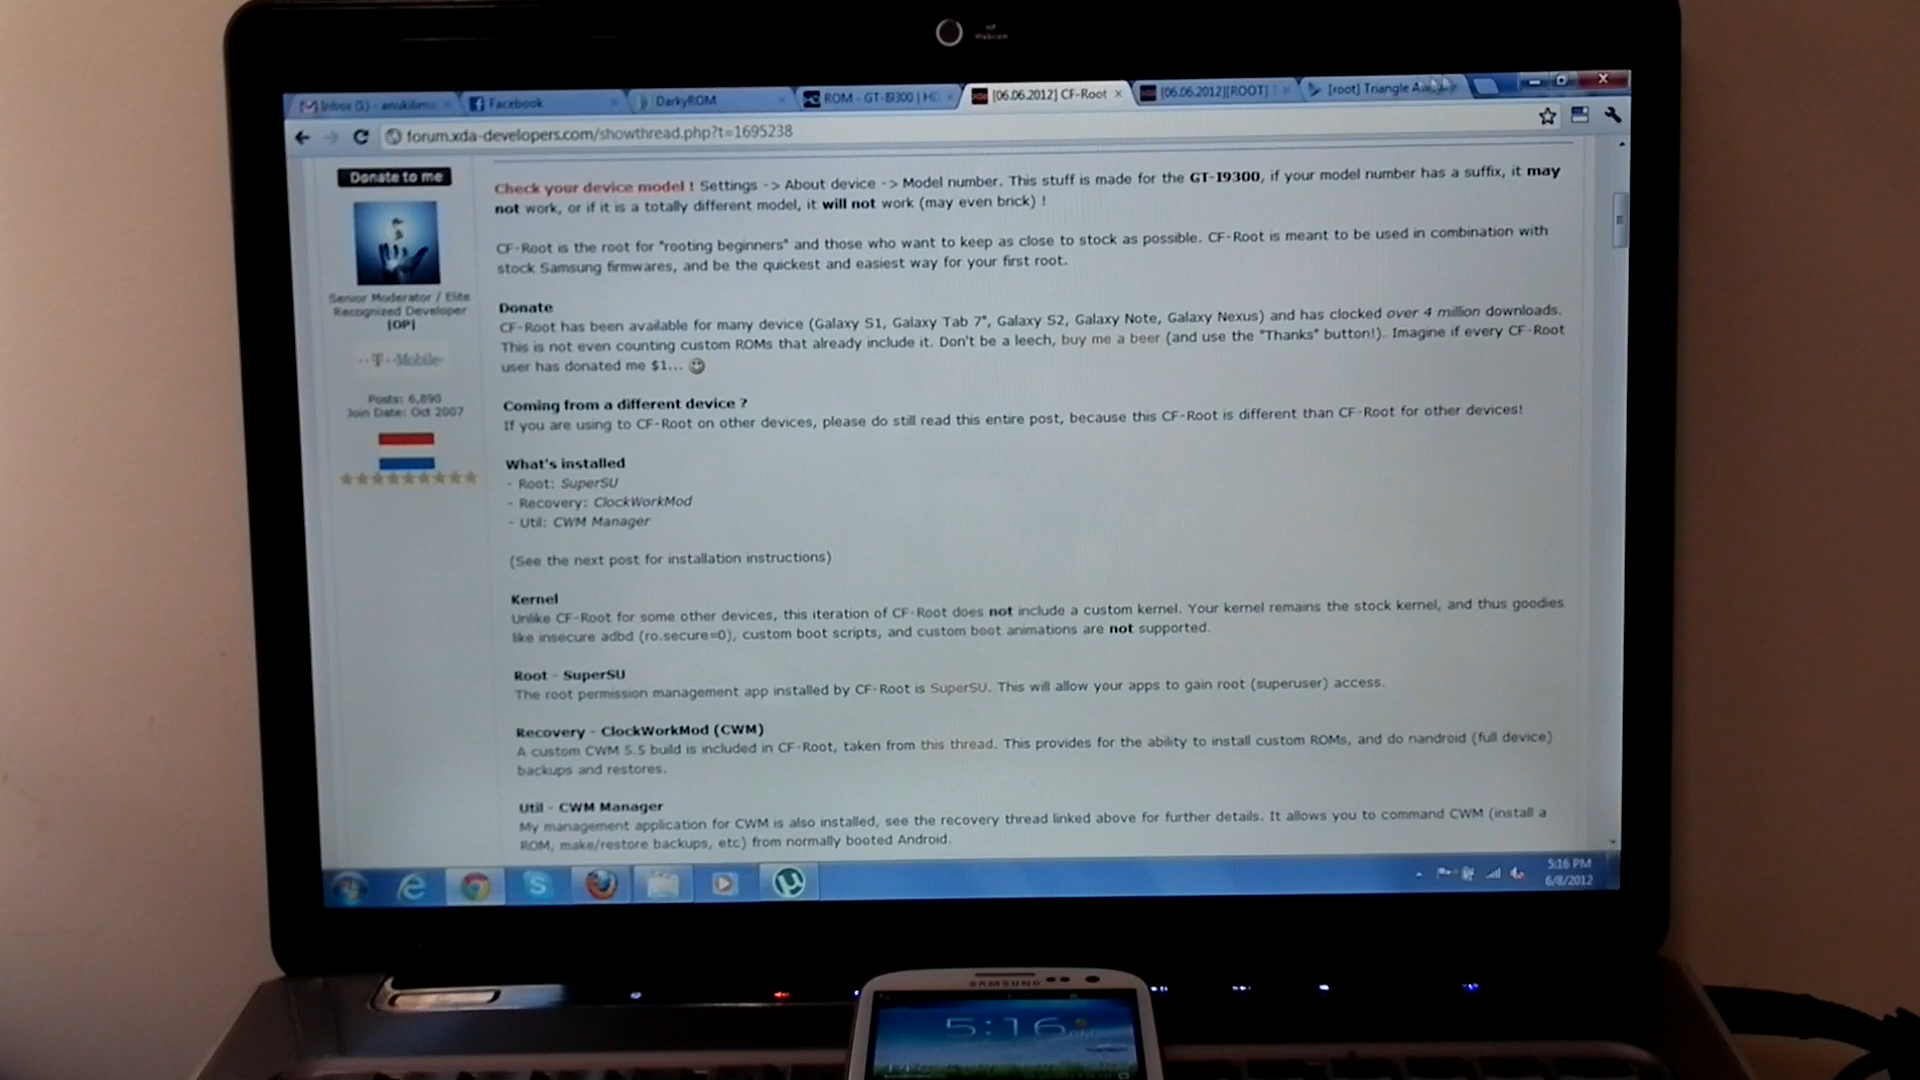 HP
Webcam
Inbox (1) - anukilim
Facebook
DarkyROM
ROM - GT-I9300 | HD
[06.06.2012] CF-Root
[06.06.2012][ROOT]
[root] Triangle A
forum.xda-developers.com/showthread.php?t=1695238
Donate to me
Senior Moderator / Elite
Recognized Developer
[OP]
··T··Mobile·
Posts: 6,890
Join Date: Oct 2007
Check your device model ! Settings -> About device -> Model number. This stuff is made for the GT-I9300, if your model number has a suffix, it may
not work, or if it is a totally different model, it will not work (may even brick) !
CF-Root is the root for "rooting beginners" and those who want to keep as close to stock as possible. CF-Root is meant to be used in combination with
stock Samsung firmwares, and be the quickest and easiest way for your first root.
Donate
CF-Root has been available for many device (Galaxy S1, Galaxy Tab 7", Galaxy S2, Galaxy Note, Galaxy Nexus) and has clocked over 4 million downloads.
This is not even counting custom ROMs that already include it. Don't be a leech, buy me a beer (and use the "Thanks" button!). Imagine if every CF-Root
user has donated me $1...
Coming from a different device ?
If you are using to CF-Root on other devices, please do still read this entire post, because this CF-Root is different than CF-Root for other devices!
What's installed
- Root: SuperSU
- Recovery: ClockWorkMod
- Util: CWM Manager
(See the next post for installation instructions)
Kernel
Unlike CF-Root for some other devices, this iteration of CF-Root does not include a custom kernel. Your kernel remains the stock kernel, and thus goodies
like insecure adbd (ro.secure=0), custom boot scripts, and custom boot animations are not supported.
Root - SuperSU
The root permission management app installed by CF-Root is SuperSU. This will allow your apps to gain root (superuser) access.
Recovery - ClockWorkMod (CWM)
A custom CWM 5.5 build is included in CF-Root, taken from this thread. This provides for the ability to install custom ROMs, and do nandroid (full device)
backups and restores.
Util - CWM Manager
My management application for CWM is also installed, see the recovery thread linked above for further details. It allows you to command CWM (install a
ROM, make/restore backups, etc) from normally booted Android.
5:16 PM
6/8/2012
SAMSUNG
5:16